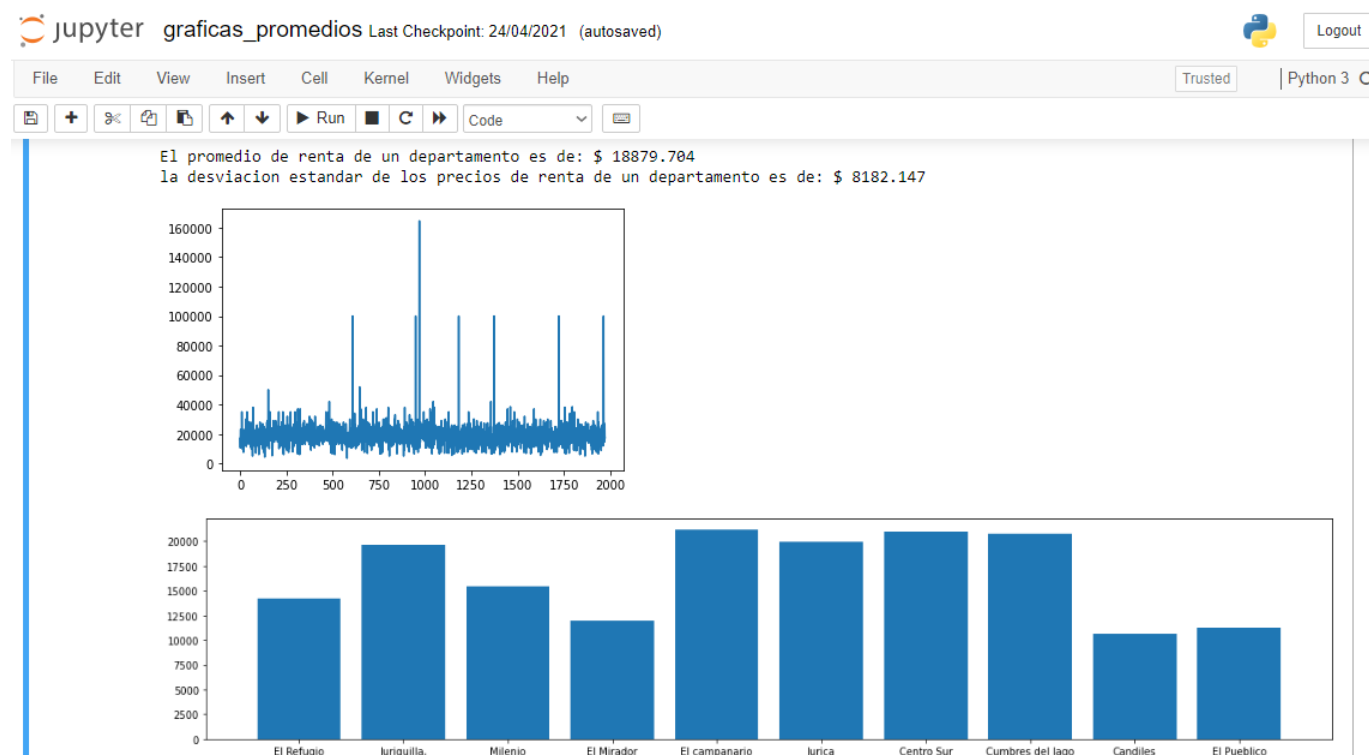 jupyter graficas_promedios Last Checkpoint: 24/04/2021 (autosaved)
Logout
File Edit View Insert Cell Kernel Widgets Help
Trusted
Python 3
Run
Code
El promedio de renta de un departamento es de: $ 18879.704
la desviacion estandar de los precios de renta de un departamento es de: $ 8182.147
160000
140000
120000
100000
80000
60000
40000
20000
0
0 250 500 750 1000 1250 1500 1750 2000
20000
17500
15000
12500
10000
7500
5000
2500
0
El Refugio Juriquilla. Milenio El Mirador El campanario Jurica Centro Sur Cumbres del lago Candiles El Pueblico